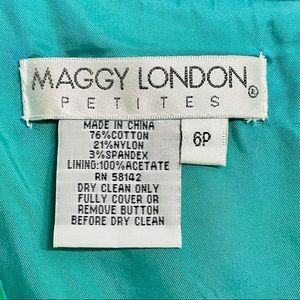 MAGGY LONDON®
PETITES
6P
MADE IN CHINA
76%COTTON
21%NYLON
3%SPANDEX
LINING:100%ACETATE
RN 58142
DRY CLEAN ONLY
FULLY COVER OR
REMOVE BUTTON
BEFORE DRY CLEAN